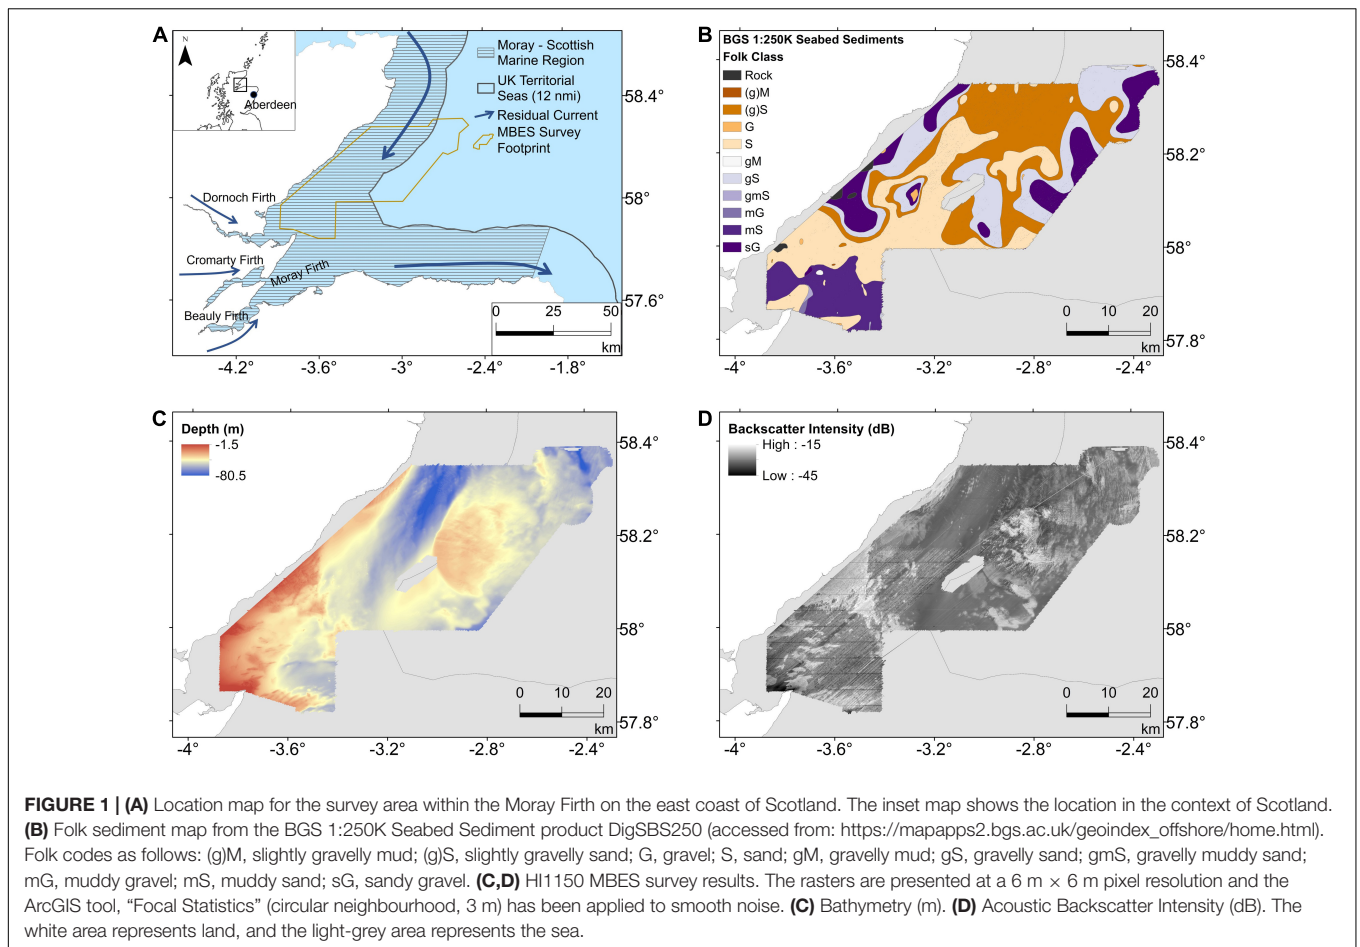 A
N
Aberdeen
Moray - Scottish
Marine Region
UK Territorial
Seas (12 nmi)
Residual Current
MBES Survey
Footprint
Dornoch Firth
Cromarty Firth
Moray Firth
Beauly Firth
0 25 50
km
58.4°
58.2°
58°
57.6°
-4.2° -3.6° -3° -2.4° -1.8°
B
BGS 1:250K Seabed Sediments
Folk Class
Rock
(g)M
(g)S
G
S
gM
gS
gmS
mG
mS
sG
0 10 20
km
58.4°
58.2°
58°
57.8°
-4° -3.6° -3.2° -2.8° -2.4°
C
Depth (m)
-1.5
-80.5
0 10 20
km
58.4°
58.2°
58°
57.8°
-4° -3.6° -3.2° -2.8° -2.4°
D
Backscatter Intensity (dB)
High : -15
Low : -45
0 10 20
km
58.4°
58.2°
58°
57.8°
-4° -3.6° -3.2° -2.8° -2.4°
FIGURE 1 | (A) Location map for the survey area within the Moray Firth on the east coast of Scotland. The inset map shows the location in the context of Scotland.
(B) Folk sediment map from the BGS 1:250K Seabed Sediment product DigSBS250 (accessed from: https://mapapps2.bgs.ac.uk/geoindex_offshore/home.html).
Folk codes as follows: (g)M, slightly gravelly mud; (g)S, slightly gravelly sand; G, gravel; S, sand; gM, gravelly mud; gS, gravelly sand; gmS, gravelly muddy sand;
mG, muddy gravel; mS, muddy sand; sG, sandy gravel. (C,D) HI1150 MBES survey results. The rasters are presented at a 6 m × 6 m pixel resolution and the
ArcGIS tool, “Focal Statistics” (circular neighbourhood, 3 m) has been applied to smooth noise. (C) Bathymetry (m). (D) Acoustic Backscatter Intensity (dB). The
white area represents land, and the light-grey area represents the sea.